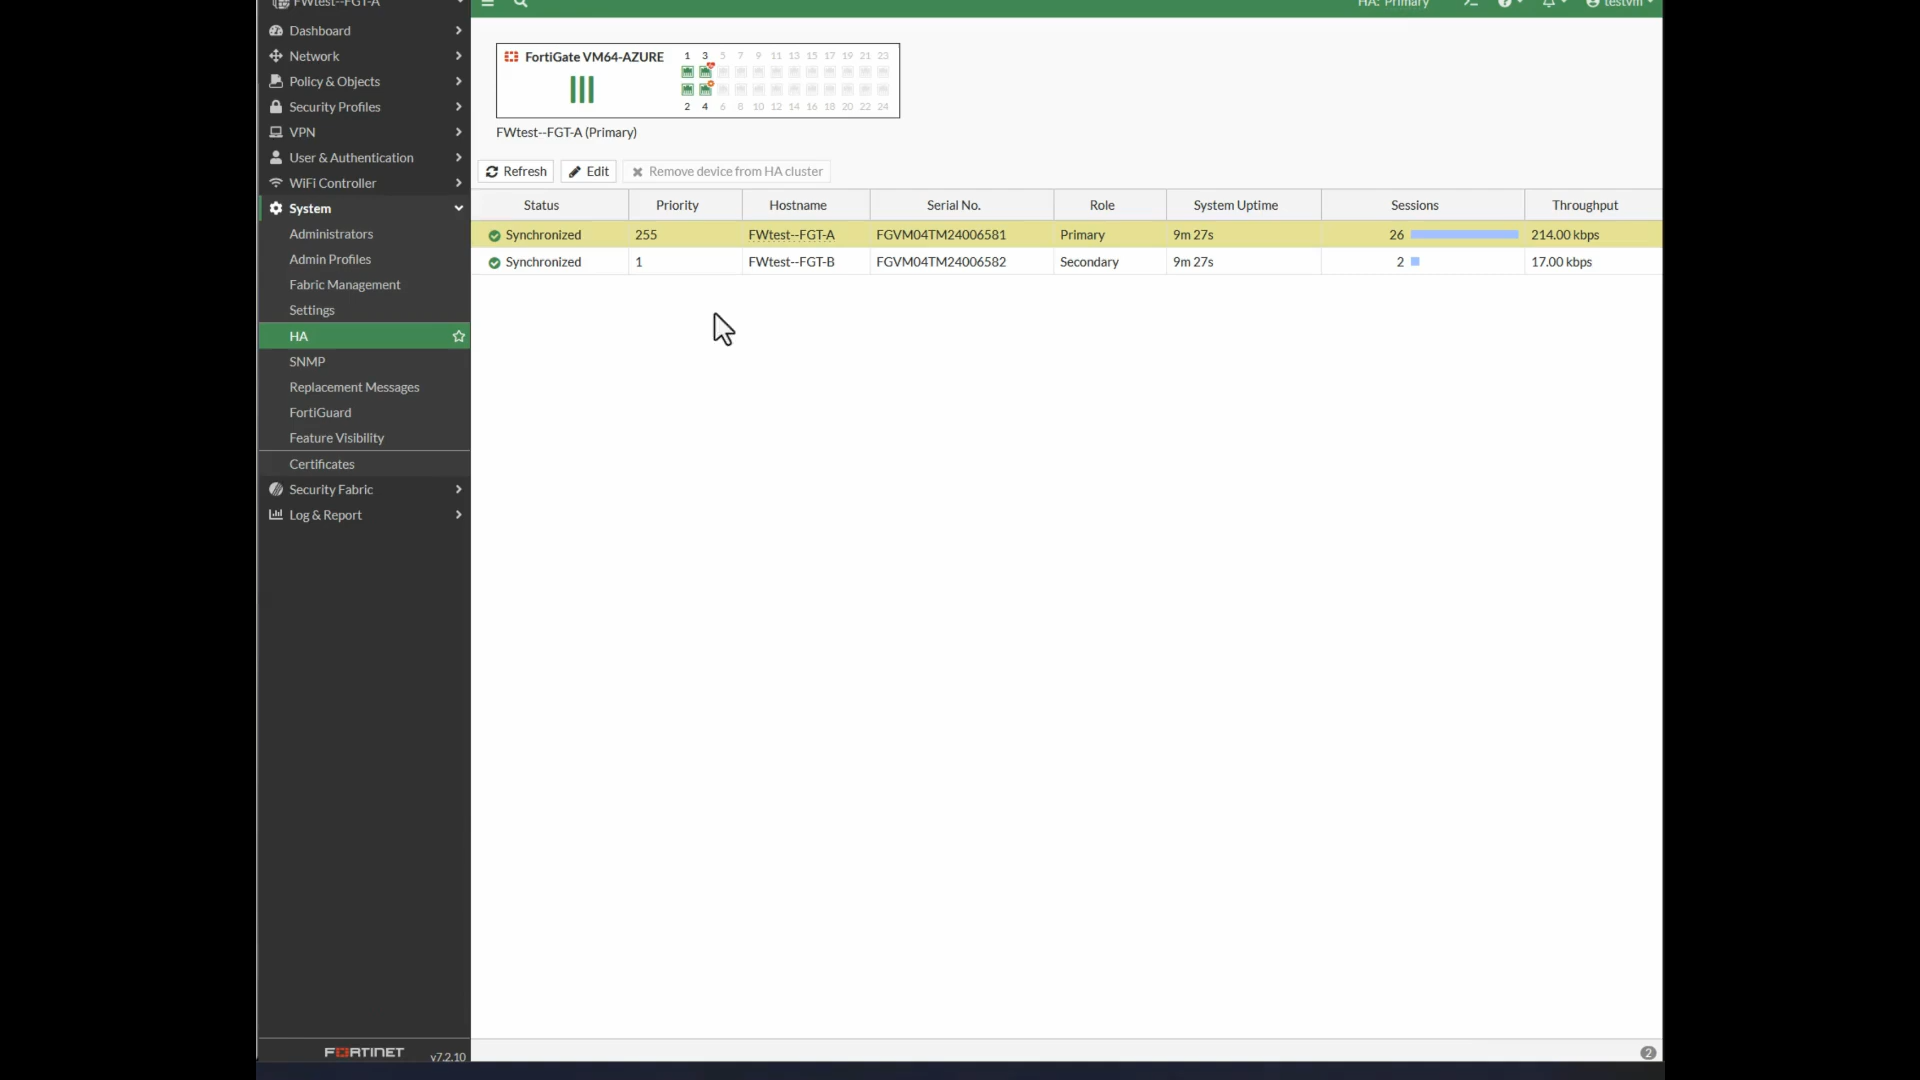 FWtest--FGT-A
HA: Primary
testvm
Dashboard
Network
Policy & Objects
Security Profiles
VPN
User & Authentication
WiFi Controller
System
Administrators
Admin Profiles
Fabric Management
Settings
HA
SNMP
Replacement Messages
FortiGuard
Feature Visibility
Certificates
Security Fabric
Log & Report
FORTINET v7.2.10
FortiGate VM64-AZURE
1 3 5 7 9 11 13 15 17 19 21 23
2 4 6 8 10 12 14 16 18 20 22 24
FWtest--FGT-A (Primary)
Refresh Edit Remove device from HA cluster
Status Priority Hostname Serial No. Role System Uptime Sessions Throughput
Synchronized 255 FWtest--FGT-A FGVM04TM24006581 Primary 9m 27s 26 214.00 kbps
Synchronized 1 FWtest--FGT-B FGVM04TM24006582 Secondary 9m 27s 2 17.00 kbps
2